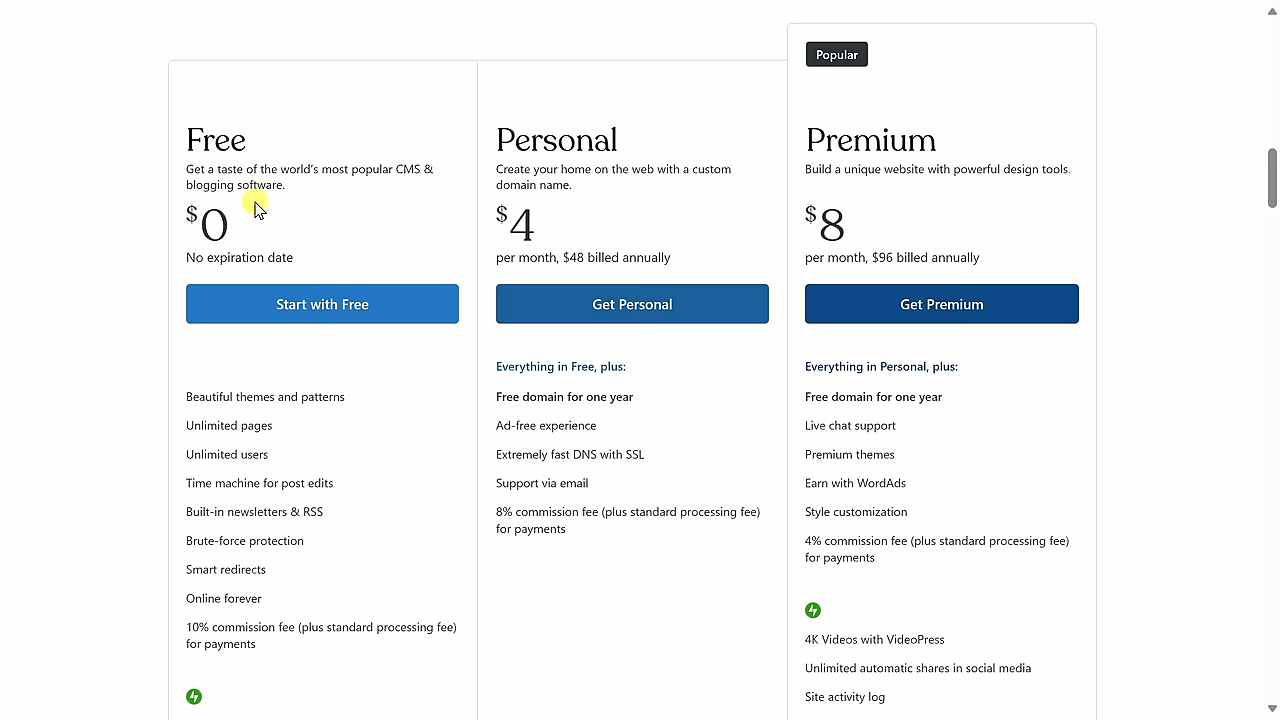 Popular
Free
Get a taste of the world's most popular CMS &
blogging software.
$0
No expiration date
Start with Free
Beautiful themes and patterns
Unlimited pages
Unlimited users
Time machine for post edits
Built-in newsletters & RSS
Brute-force protection
Smart redirects
Online forever
10% commission fee (plus standard processing fee)
for payments
Personal
Create your home on the web with a custom
domain name.
$4
per month, $48 billed annually
Get Personal
Everything in Free, plus:
Free domain for one year
Ad-free experience
Extremely fast DNS with SSL
Support via email
8% commission fee (plus standard processing fee)
for payments
Premium
Build a unique website with powerful design tools.
$8
per month, $96 billed annually
Get Premium
Everything in Personal, plus:
Free domain for one year
Live chat support
Premium themes
Earn with WordAds
Style customization
4% commission fee (plus standard processing fee)
for payments
4K Videos with VideoPress
Unlimited automatic shares in social media
Site activity log